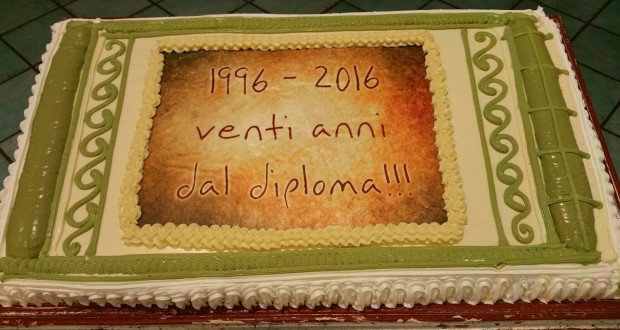 1996 - 2016
venti anni
dal diploma!!!